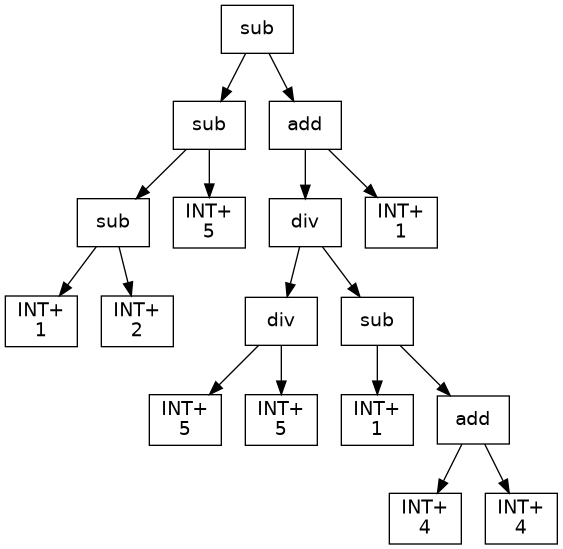 sub
sub
add
sub
INT+
5
div
INT+
1
INT+
1
INT+
2
div
sub
INT+
5
INT+
5
INT+
1
add
INT+
4
INT+
4